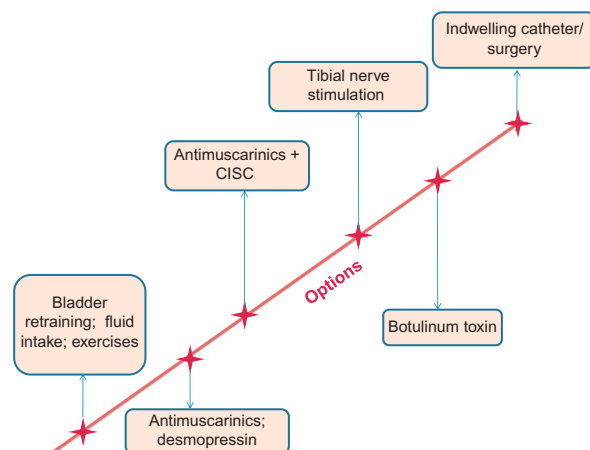 Indwelling catheter/
surgery
Tibial nerve
stimulation
Antimuscarinics +
CISC
Options
Bladder
retraining; fluid
intake; exercises
Botulinum toxin
Antimuscarinics;
desmopressin